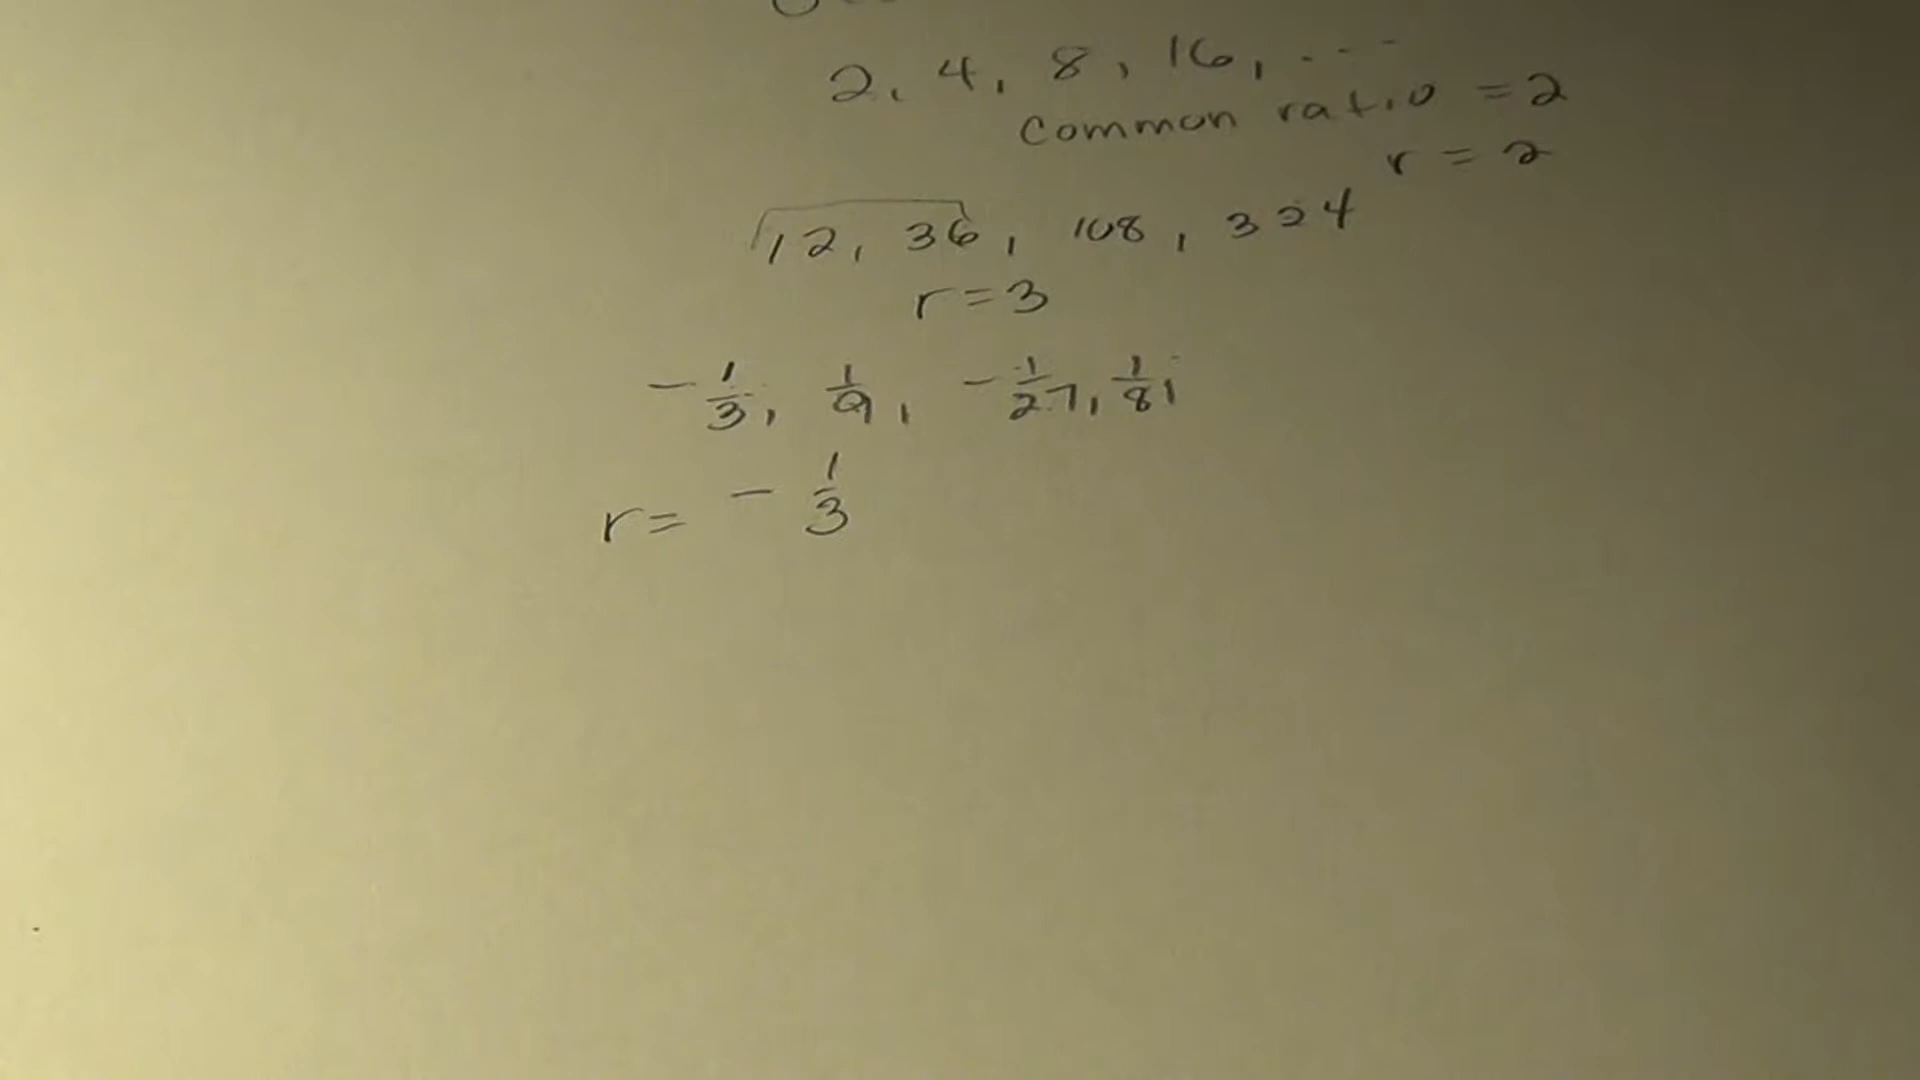 2, 4, 8, 16, ...
common ratio = 2
r = 2
12, 36, 108, 324
r = 3
- 1/3, 1/9, - 1/27, 1/81
r = - 1/3